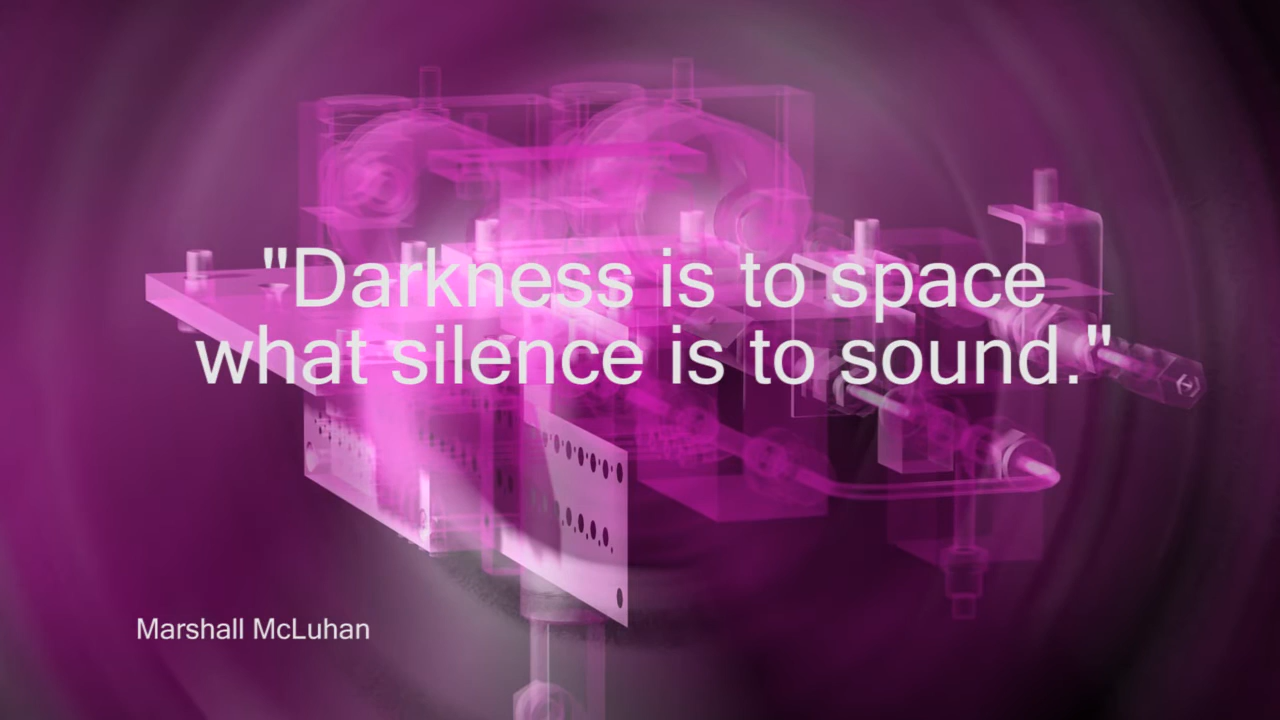 "Darkness is to space
what silence is to sound."
Marshall McLuhan